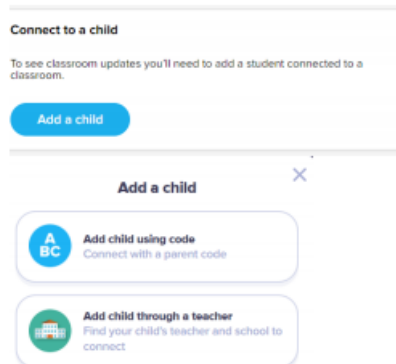 Connect to a child
To see classroom updates you'll need to add a student connected to a
classroom.
Add a child
Add a child
A
BC
Add child using code
Connect with a parent code
Add child through a teacher
Find your child's teacher and school to
connect